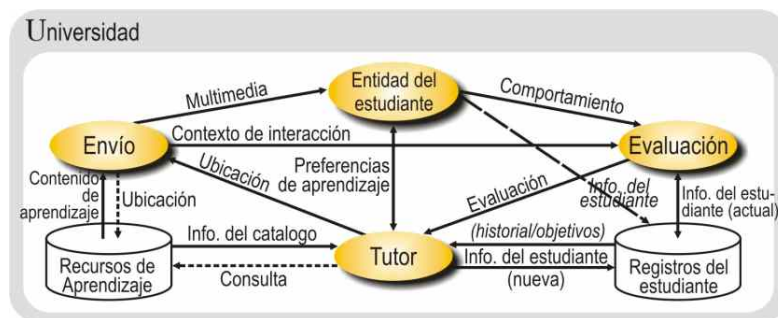 Universidad
Entidad del
estudiante
Multimedia
Comportamiento
Envío
Contexto de interacción
Evaluación
Contenido
de
aprendizaje
Ubicación
Ubicación
Preferencias
de aprendizaje
Evaluación
Info. del
estudiante
Info. del estu-
diante (actual)
Recursos de
Aprendizaje
Info. del catalogo
Consulta
Tutor
(historial/objetivos)
Info. del estudiante
(nueva)
Registros del
estudiante